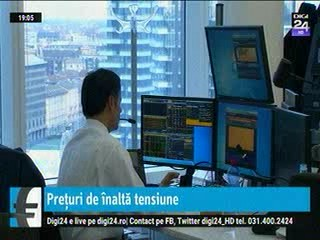 19:05
DIGI
24
HD
Prețuri de înaltă tensiune
Digi24 e live pe digi24.ro| Contact pe FB, Twitter digi24_HD tel. 031.400.2424